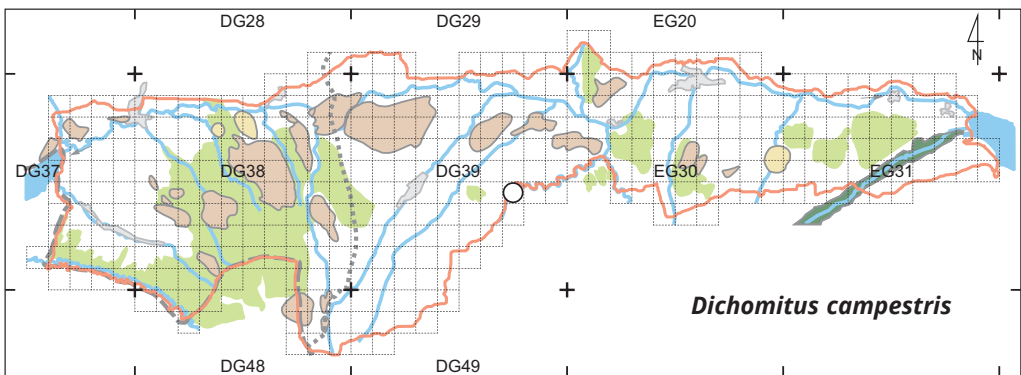 DG28 DG29 EG20
N
DG37 DG38 DG39 EG30 EG31
Dichomitus campestris
DG48 DG49